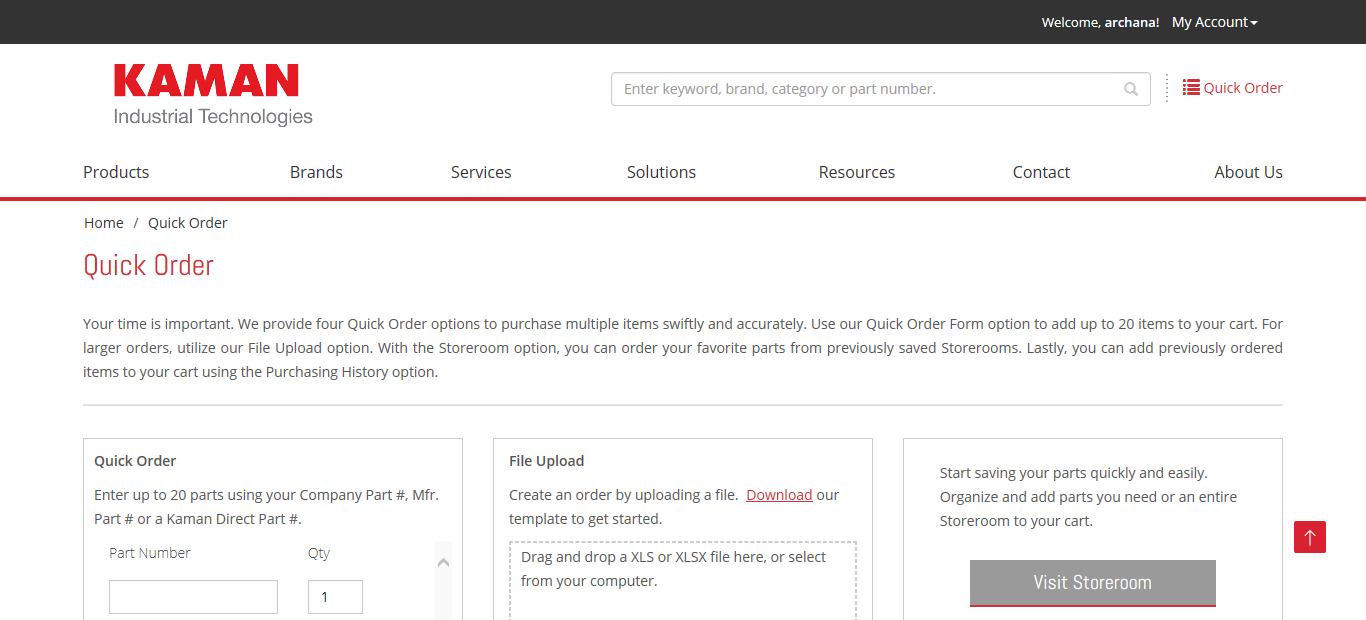 Welcome, archana! My Account
KAMAN
Industrial Technologies
Enter keyword, brand, category or part number.
Quick Order
Products Brands Services Solutions Resources Contact About Us
Home / Quick Order
Quick Order
Your time is important. We provide four Quick Order options to purchase multiple items swiftly and accurately. Use our Quick Order Form option to add up to 20 items to your cart. For
larger orders, utilize our File Upload option. With the Storeroom option, you can order your favorite parts from previously saved Storerooms. Lastly, you can add previously ordered
items to your cart using the Purchasing History option.
Quick Order
Enter up to 20 parts using your Company Part #, Mfr.
Part # or a Kaman Direct Part #.
Part Number Qty
1
File Upload
Create an order by uploading a file. Download our
template to get started.
Drag and drop a XLS or XLSX file here, or select
from your computer.
Start saving your parts quickly and easily.
Organize and add parts you need or an entire
Storeroom to your cart.
Visit Storeroom